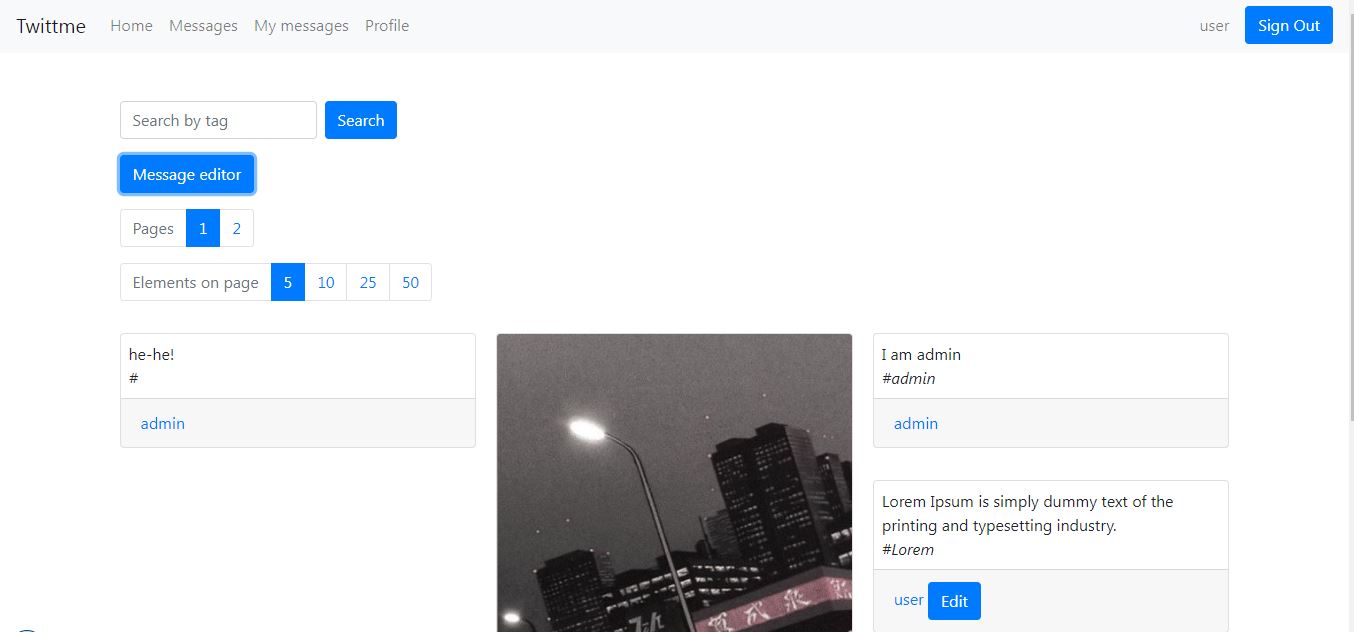 Twittme Home Messages My messages Profile user Sign Out
Search by tag Search
Message editor
Pages 1 2
Elements on page 5 10 25 50
he-he!
#
admin
I am admin
#admin
admin
Lorem Ipsum is simply dummy text of the
printing and typesetting industry.
#Lorem
user Edit